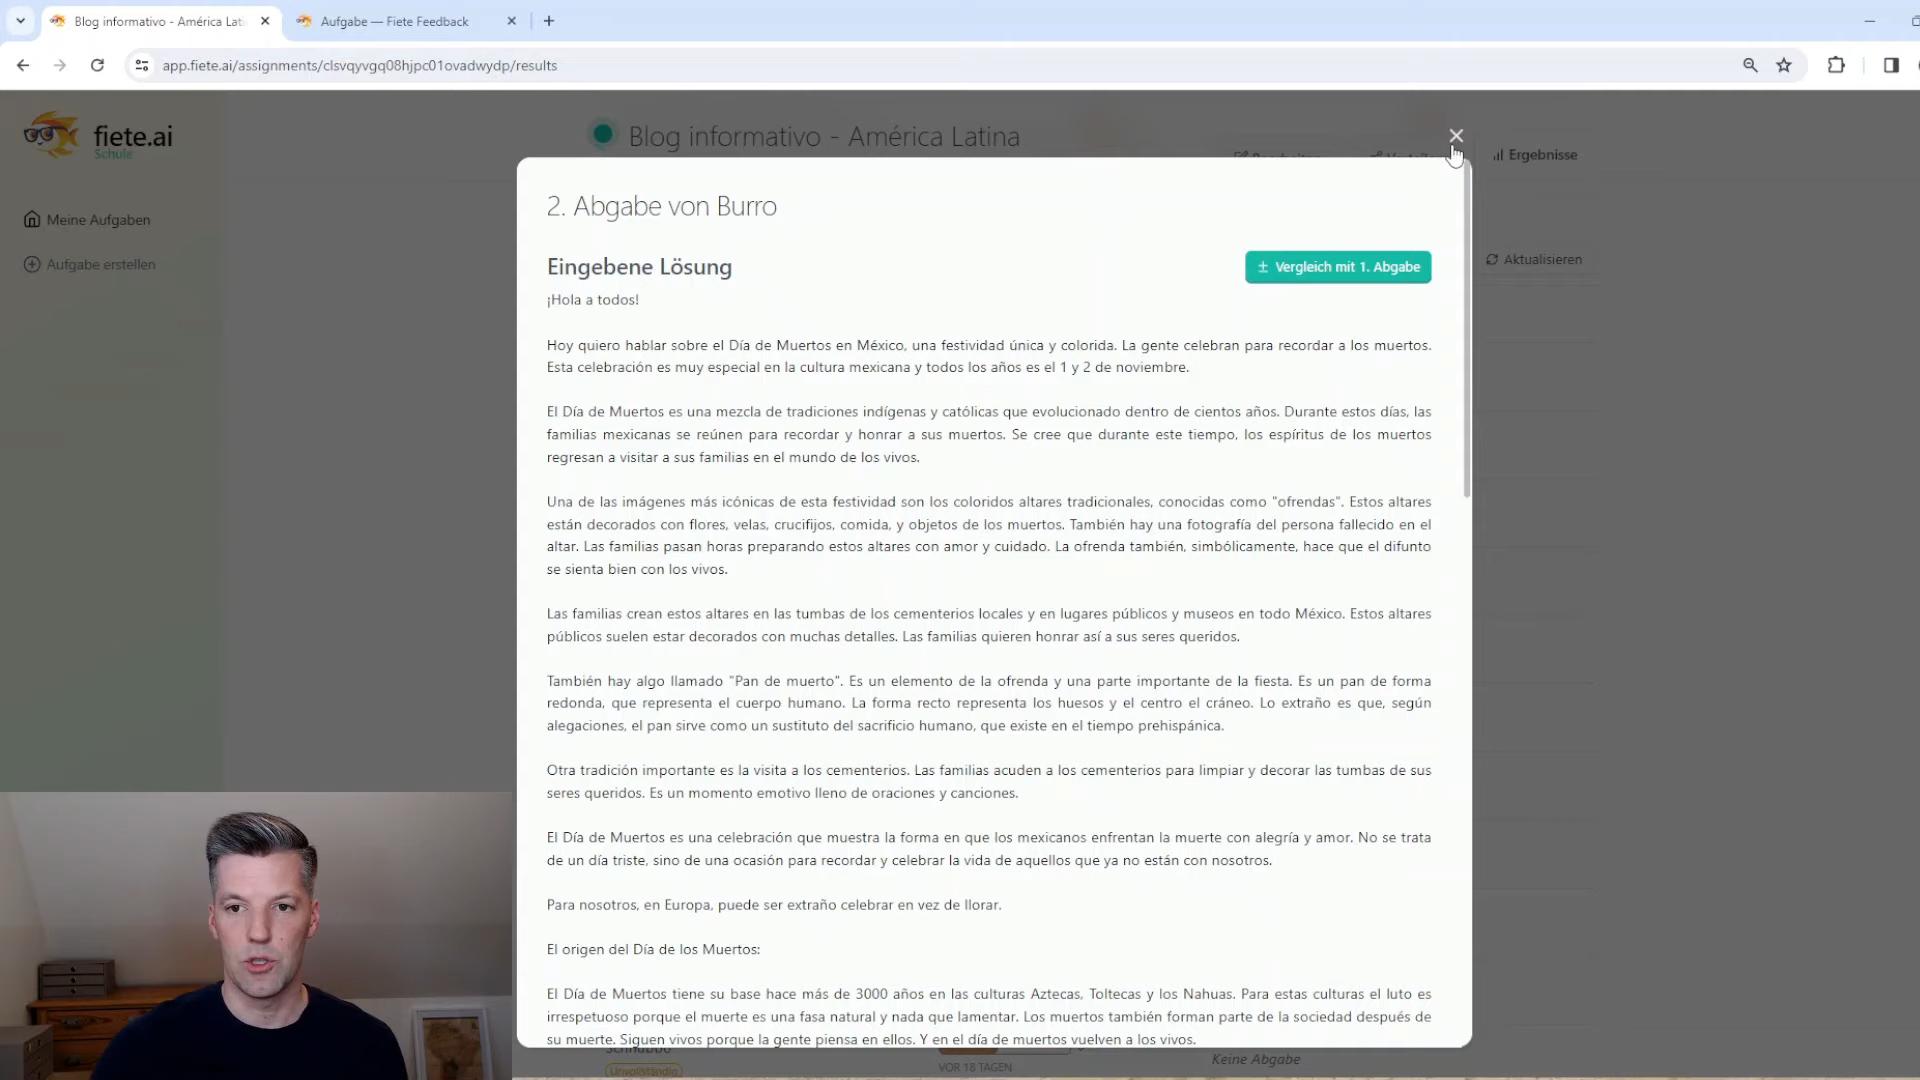 Blog informativo - América Lat
Aufgabe — Fiete Feedback
app.fiete.ai/assignments/clsvqyvgq08hjpc01ovadwydp/results
fiete.ai
Schule
Blog informativo - América Latina
Ergebnisse
Meine Aufgaben
Aufgabe erstellen
Aktualisieren
2. Abgabe von Burro
Eingebene Lösung
± Vergleich mit 1. Abgabe
¡Hola a todos!
Hoy quiero hablar sobre el Día de Muertos en México, una festividad única y colorida. La gente celebran para recordar a los muertos.
Esta celebración es muy especial en la cultura mexicana y todos los años es el 1 y 2 de noviembre.
El Día de Muertos es una mezcla de tradiciones indígenas y católicas que evolucionado dentro de cientos años. Durante estos días, las
familias mexicanas se reúnen para recordar y honrar a sus muertos. Se cree que durante este tiempo, los espíritus de los muertos
regresan a visitar a sus familias en el mundo de los vivos.
Una de las imágenes más icónicas de esta festividad son los coloridos altares tradicionales, conocidas como "ofrendas". Estos altares
están decorados con flores, velas, crucifijos, comida, y objetos de los muertos. También hay una fotografía del persona fallecido en el
altar. Las familias pasan horas preparando estos altares con amor y cuidado. La ofrenda también, simbólicamente, hace que el difunto
se sienta bien con los vivos.
Las familias crean estos altares en las tumbas de los cementerios locales y en lugares públicos y museos en todo México. Estos altares
públicos suelen estar decorados con muchas detalles. Las familias quieren honrar así a sus seres queridos.
También hay algo llamado "Pan de muerto". Es un elemento de la ofrenda y una parte importante de la fiesta. Es un pan de forma
redonda, que representa el cuerpo humano. La forma recto representa los huesos y el centro el cráneo. Lo extraño es que, según
alegaciones, el pan sirve como un sustituto del sacrificio humano, que existe en el tiempo prehispánica.
Otra tradición importante es la visita a los cementerios. Las familias acuden a los cementerios para limpiar y decorar las tumbas de sus
seres queridos. Es un momento emotivo lleno de oraciones y canciones.
El Día de Muertos es una celebración que muestra la forma en que los mexicanos enfrentan la muerte con alegría y amor. No se trata
de un día triste, sino de una ocasión para recordar y celebrar la vida de aquellos que ya no están con nosotros.
Para nosotros, en Europa, puede ser extraño celebrar en vez de llorar.
El origen del Día de los Muertos:
El Día de Muertos tiene su base hace más de 3000 años en las culturas Aztecas, Toltecas y los Nahuas. Para estas culturas el luto es
irrespetuoso porque el muerte es una fasa natural y nada que lamentar. Los muertos también forman parte de la sociedad después de
su muerte. Siguen vivos porque la gente piensa en ellos. Y en el día de muertos vuelven a los vivos.
Unvollständig
VOR 18 TAGEN
Keine Abgabe